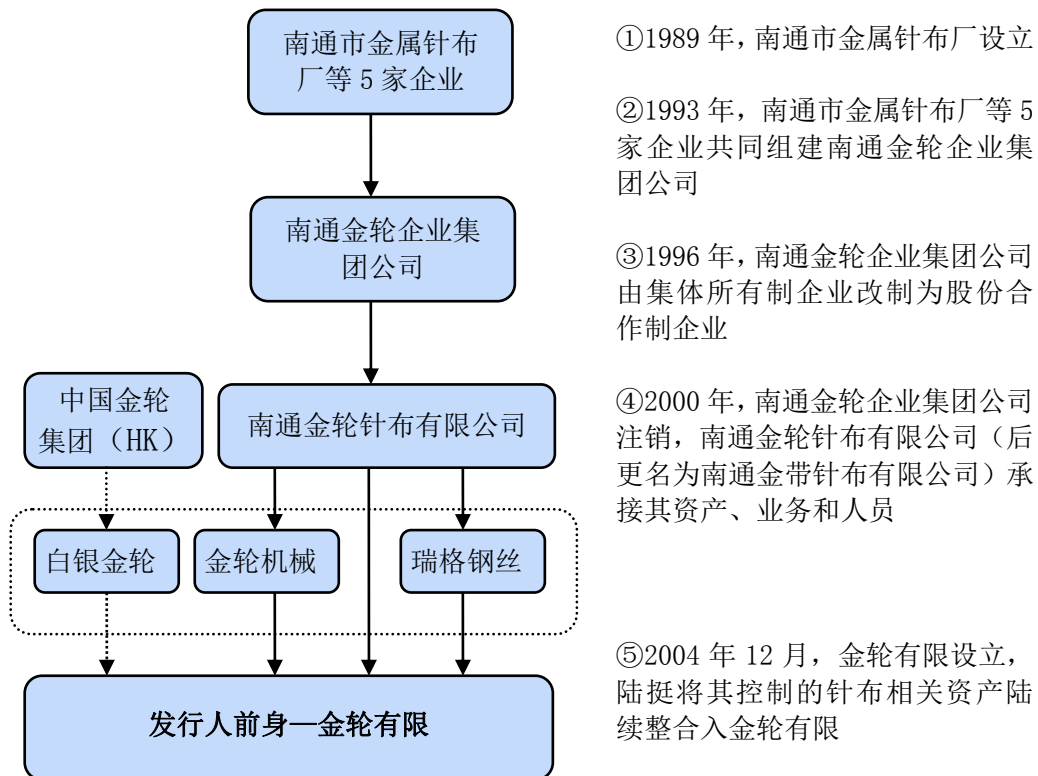 南通市金属针布
厂等 5 家企业
南通金轮企业集
团公司
中国金轮
集团（HK）
南通金轮针布有限公司
白银金轮
金轮机械
瑞格钢丝
发行人前身—金轮有限
①1989 年，南通市金属针布厂设立
②1993 年，南通市金属针布厂等 5
家企业共同组建南通金轮企业集
团公司
③1996 年，南通金轮企业集团公司
由集体所有制企业改制为股份合
作制企业
④2000 年，南通金轮企业集团公司
注销，南通金轮针布有限公司（后
更名为南通金带针布有限公司）承
接其资产、业务和人员
⑤2004 年 12 月，金轮有限设立，
陆挺将其控制的针布相关资产陆
续整合入金轮有限